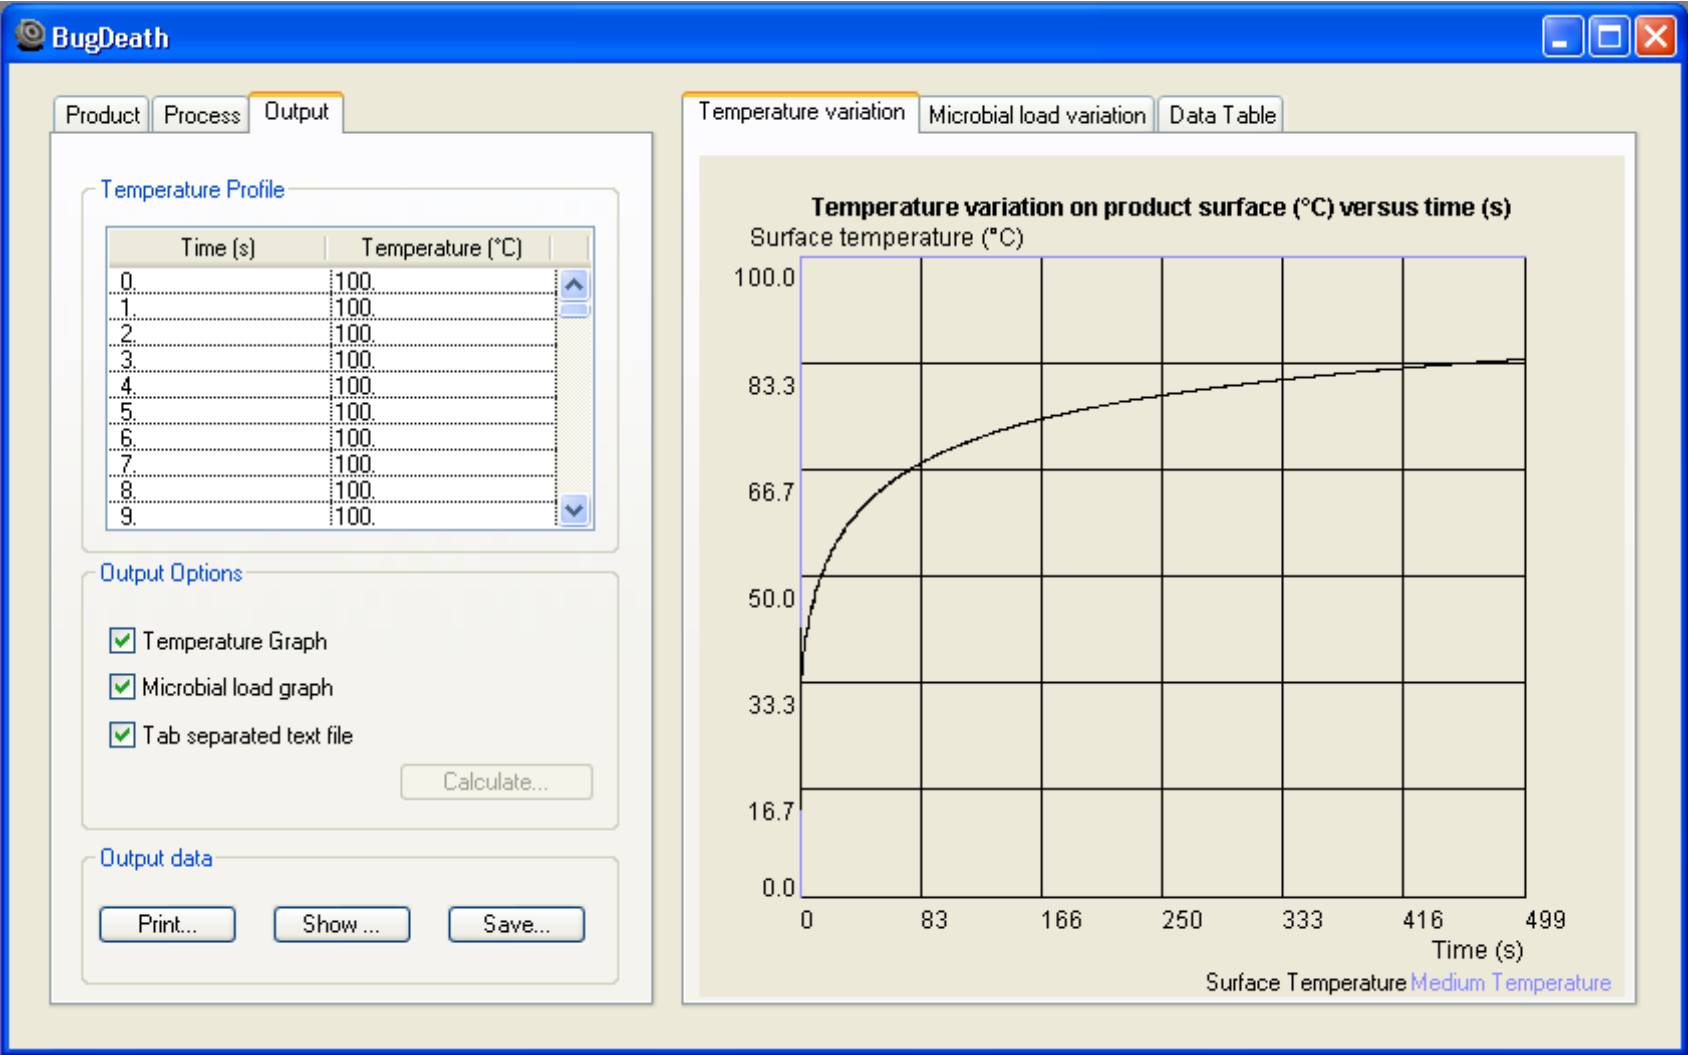 BugDeath
Product Process Output
Temperature Profile
Time (s) Temperature (°C)
0. 100.
1. 100.
2. 100.
3. 100.
4. 100.
5. 100.
6. 100.
7. 100.
8. 100.
9. 100.
Output Options
Temperature Graph
Microbial load graph
Tab separated text file
Calculate...
Output data
Print... Show ... Save...
Temperature variation Microbial load variation Data Table
Temperature variation on product surface (°C) versus time (s)
Surface temperature (°C)
100.0
83.3
66.7
50.0
33.3
16.7
0.0
0 83 166 250 333 416 499
Time (s)
Surface Temperature Medium Temperature